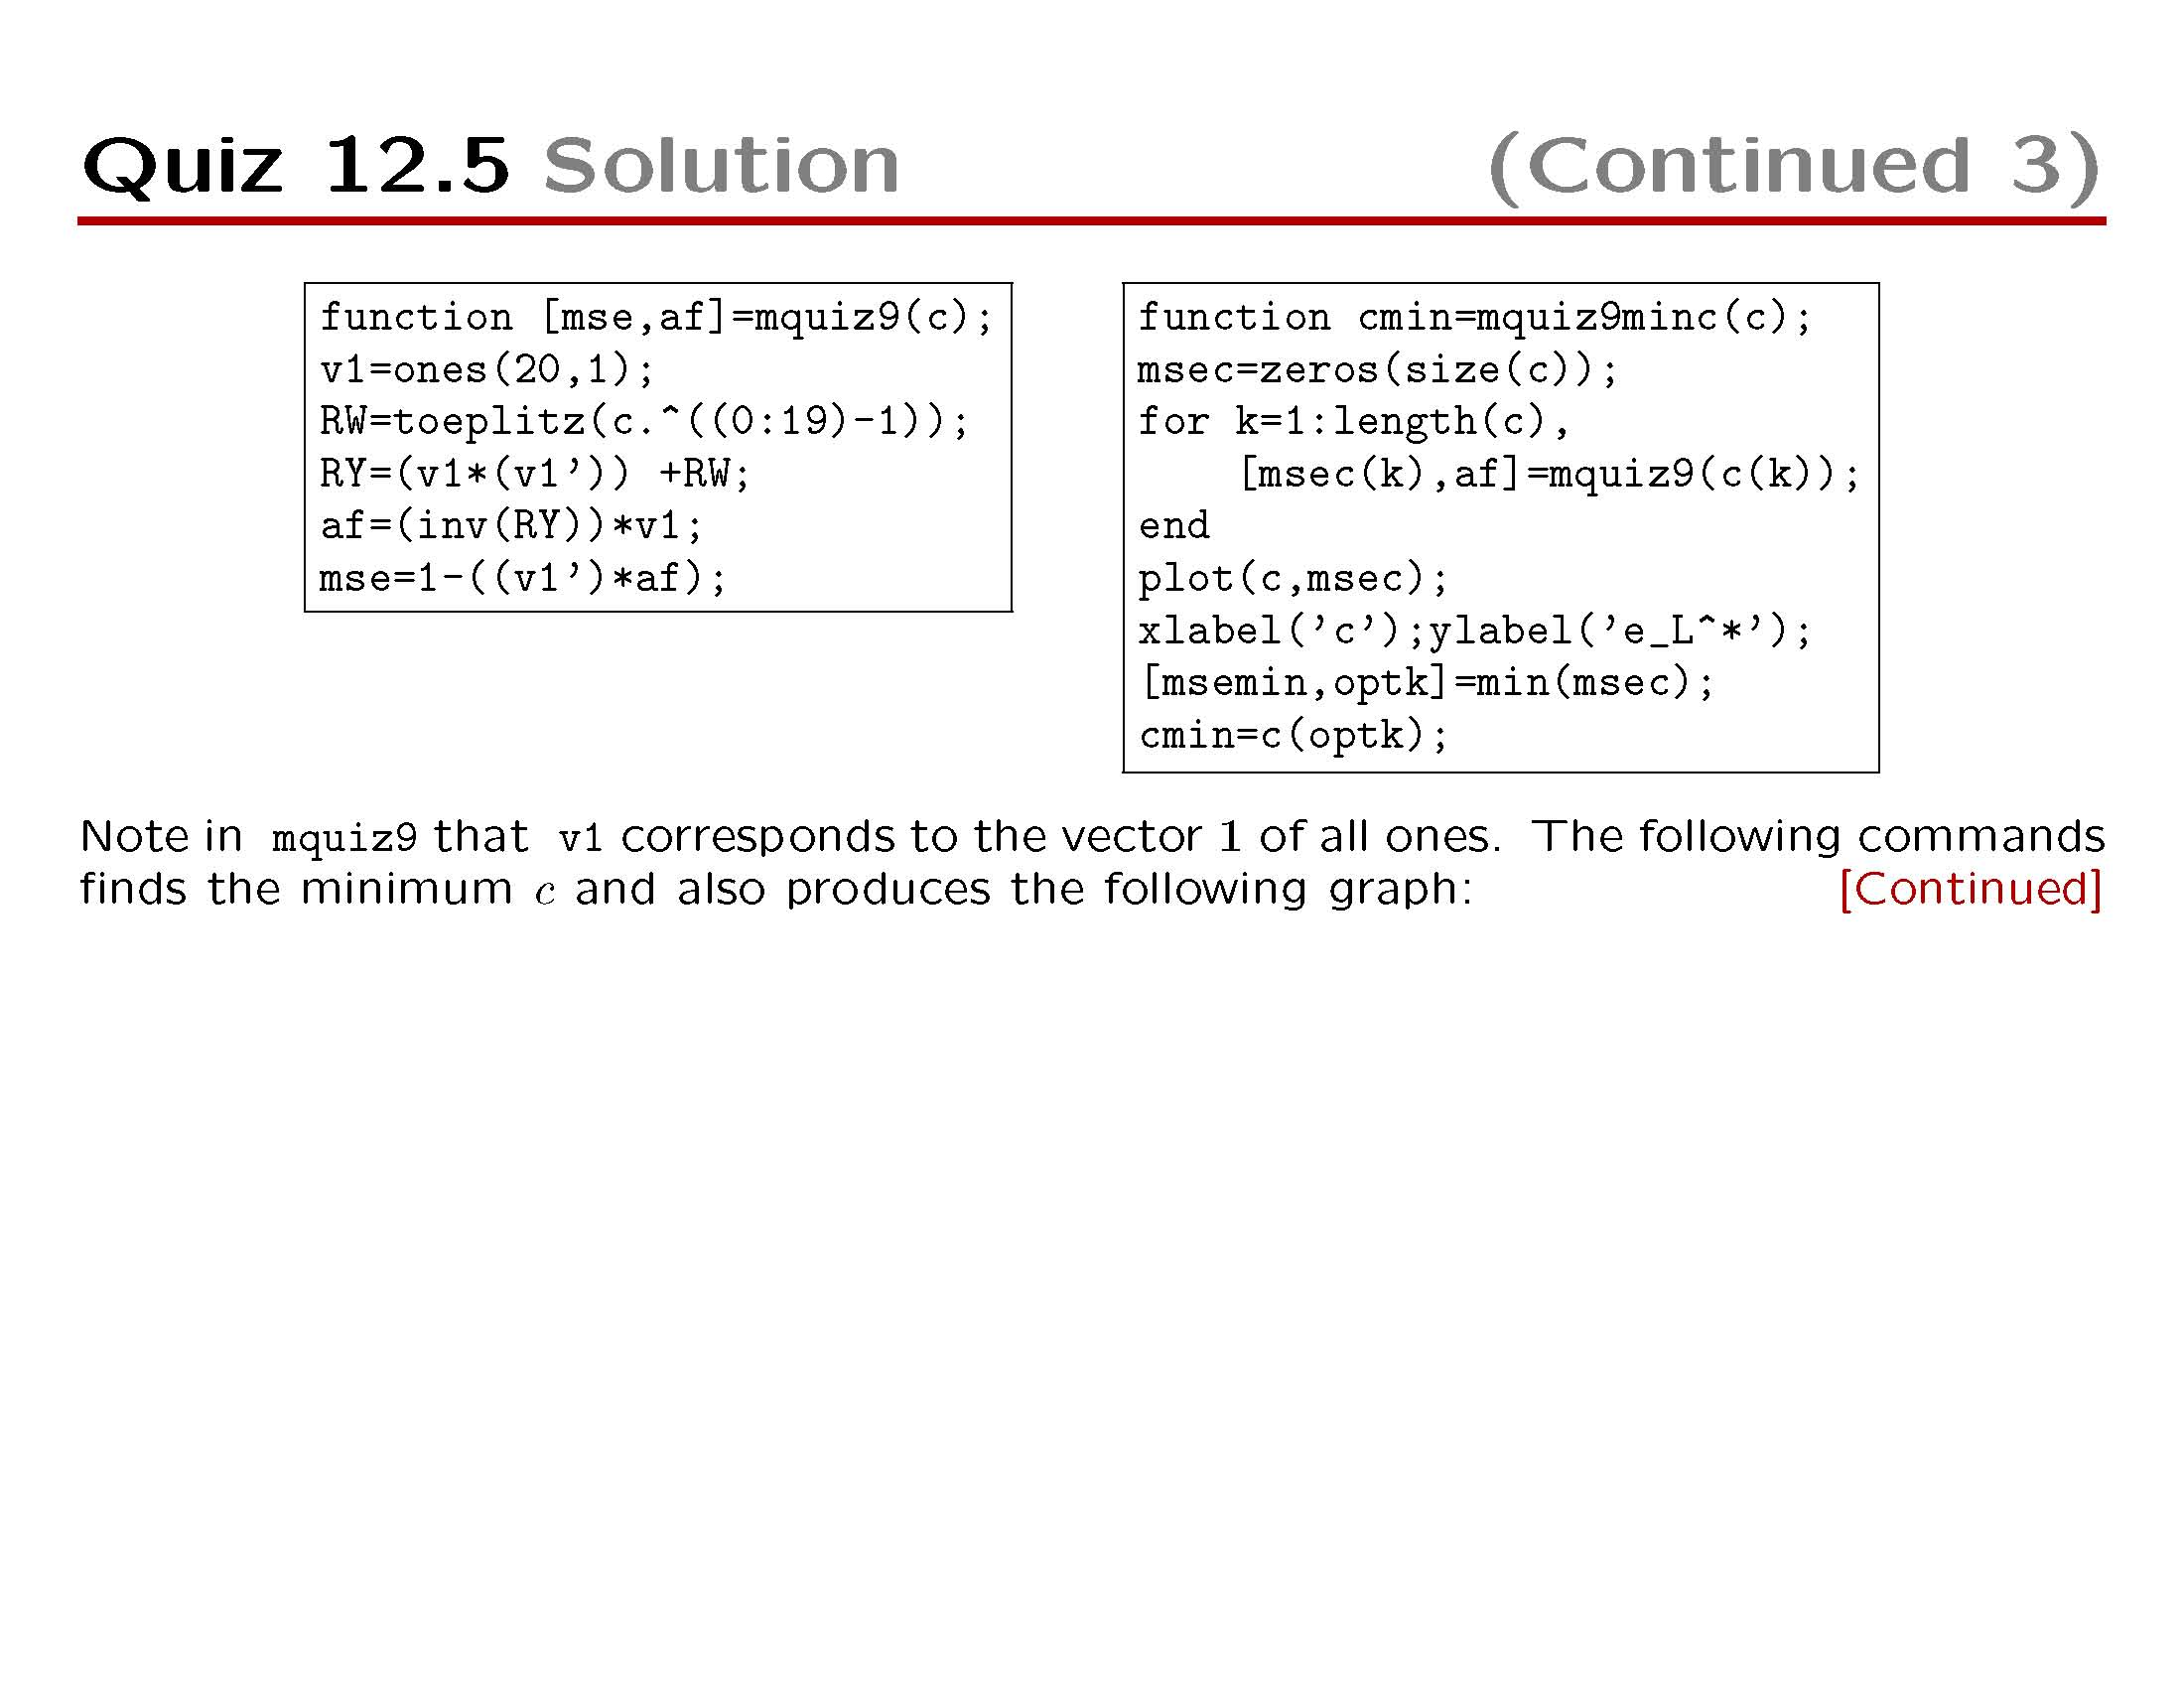 Quiz 12.5 Solution (Continued 3)
function [mse,af]=mquiz9(c);
v1=ones(20,1);
RW=toeplitz(c.^((0:19)-1));
RY=(v1*(v1’)) +RW;
af=(inv(RY))*v1;
mse=1-((v1’)*af);
function cmin=mquiz9minc(c);
msec=zeros(size(c));
for k=1:length(c),
[msec(k),af]=mquiz9(c(k));
end
plot(c,msec);
xlabel(’c’);ylabel(’e_L^*’);
[msemin,optk]=min(msec);
cmin=c(optk);
Note in mquiz9 that v1 corresponds to the vector 1 of all ones. The following commands
finds the minimum c and also produces the following graph: [Continued]